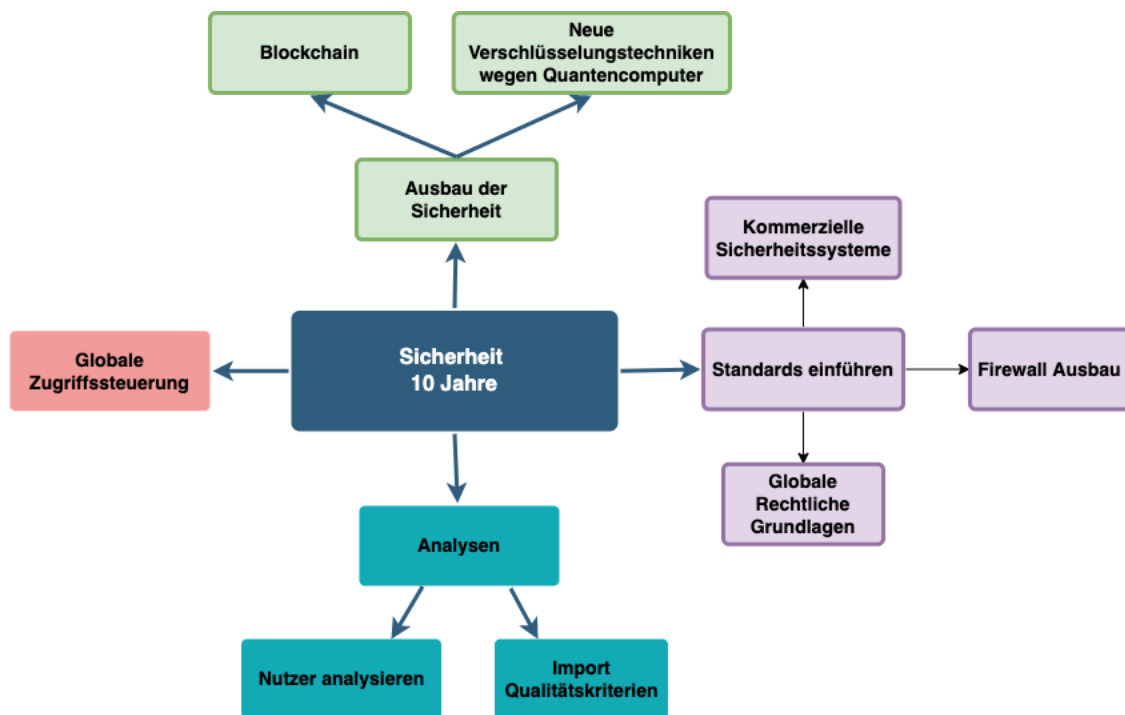 Blockchain
Neue
Verschlüsselungstechniken
wegen Quantencomputer
Ausbau der
Sicherheit
Kommerzielle
Sicherheitssysteme
Globale
Zugriffssteuerung
Sicherheit
10 Jahre
Standards einführen
Firewall Ausbau
Globale
Rechtliche
Grundlagen
Analysen
Nutzer analysieren
Import
Qualitätskriterien